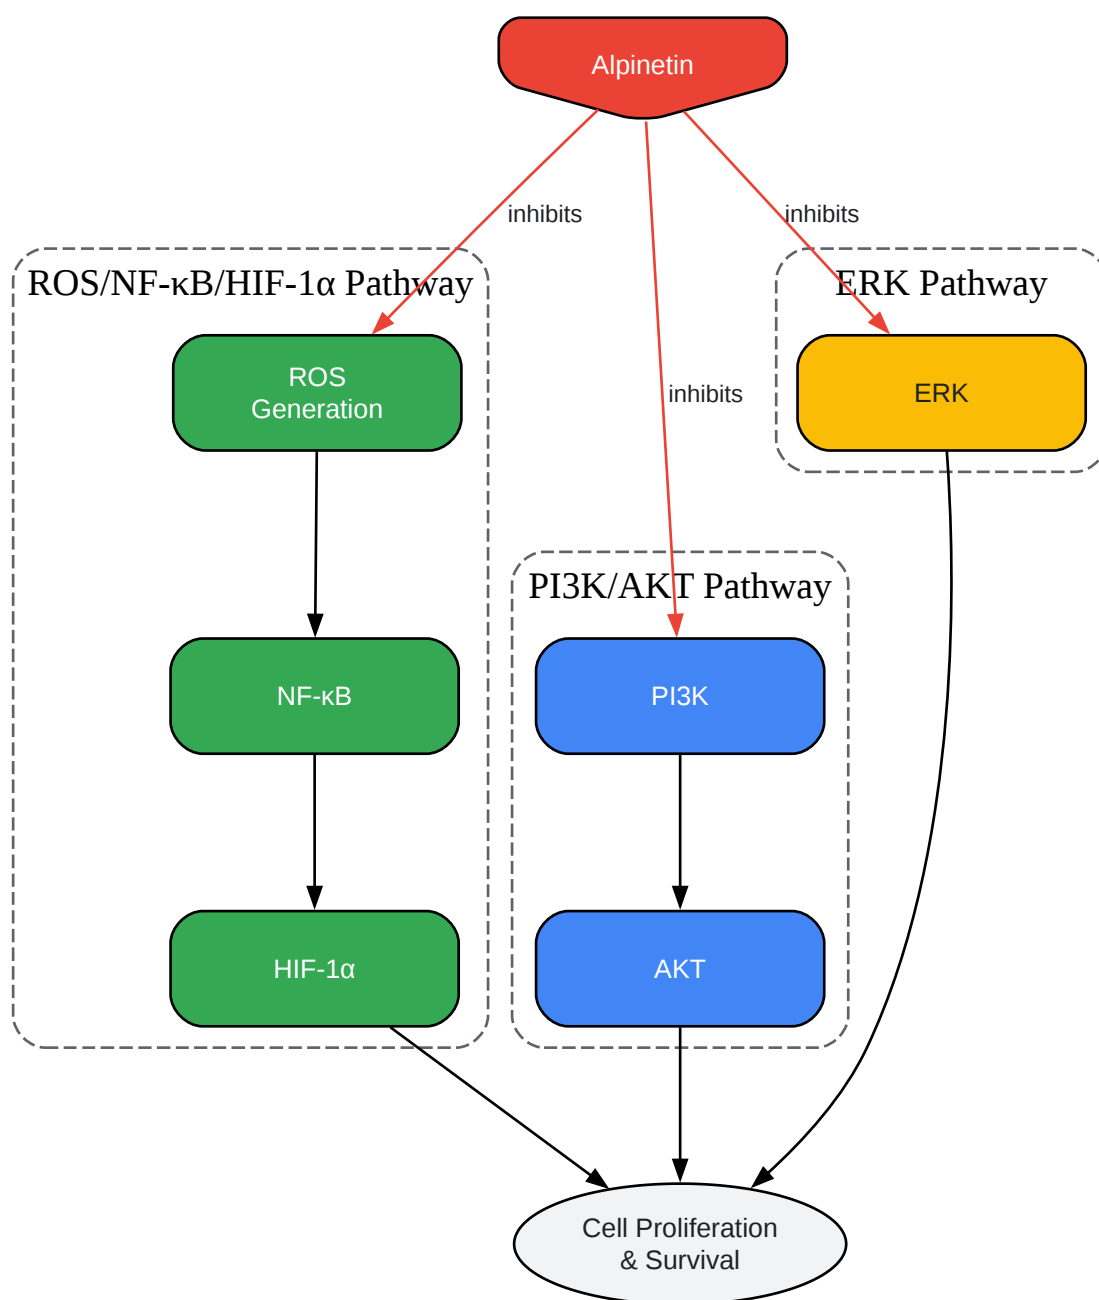 Alpinetin
inhibits
inhibits
ROS/NF-κB/HIF-1α Pathway
ERK Pathway
ROS
Generation
inhibits
ERK
PI3K/AKT Pathway
NF-κB
PI3K
HIF-1α
AKT
Cell Proliferation
& Survival